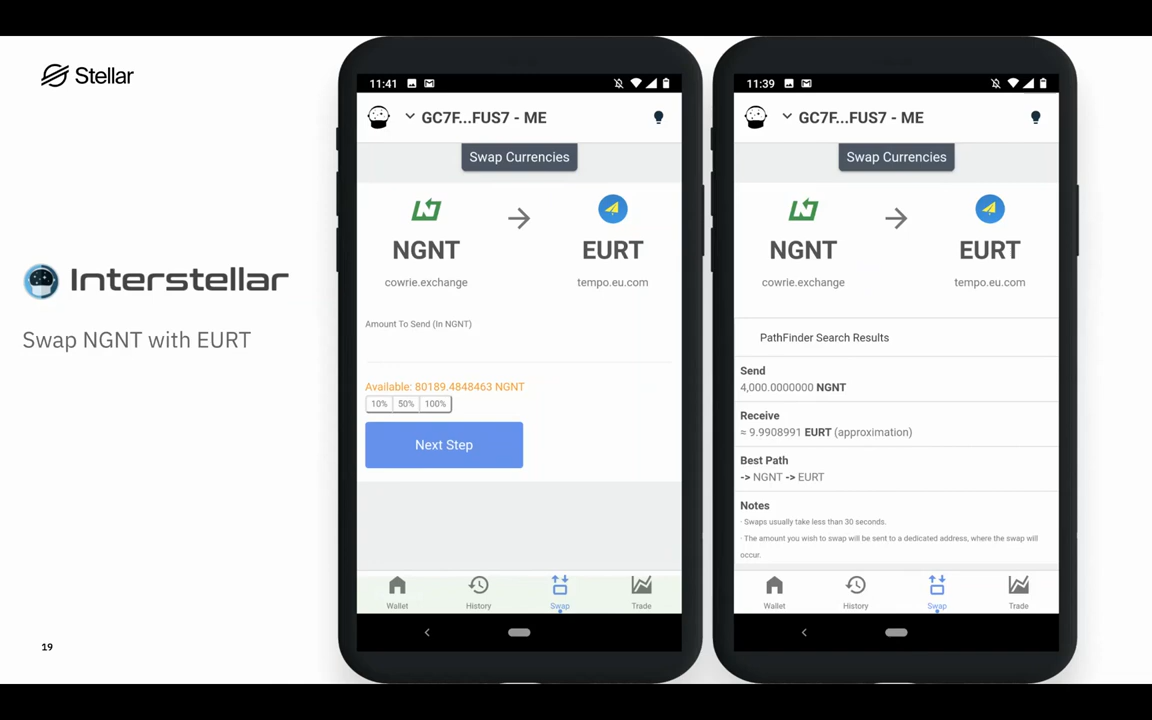 Stellar
Interstellar
Swap NGNT with EURT
19
11:41
GC7F...FUS7 - ME
Swap Currencies
NGNT
EURT
cowrie.exchange
tempo.eu.com
Amount To Send (In NGNT)
Available: 80189.4848463 NGNT
10% 50% 100%
Next Step
Wallet History Swap Trade
11:39
GC7F...FUS7 - ME
Swap Currencies
NGNT
EURT
cowrie.exchange
tempo.eu.com
PathFinder Search Results
Send
4,000.0000000 NGNT
Receive
≈ 9.9908991 EURT (approximation)
Best Path
-> NGNT -> EURT
Notes
· Swaps usually take less than 30 seconds.
· The amount you wish to swap will be sent to a dedicated address, where the swap will
occur.
Wallet History Swap Trade